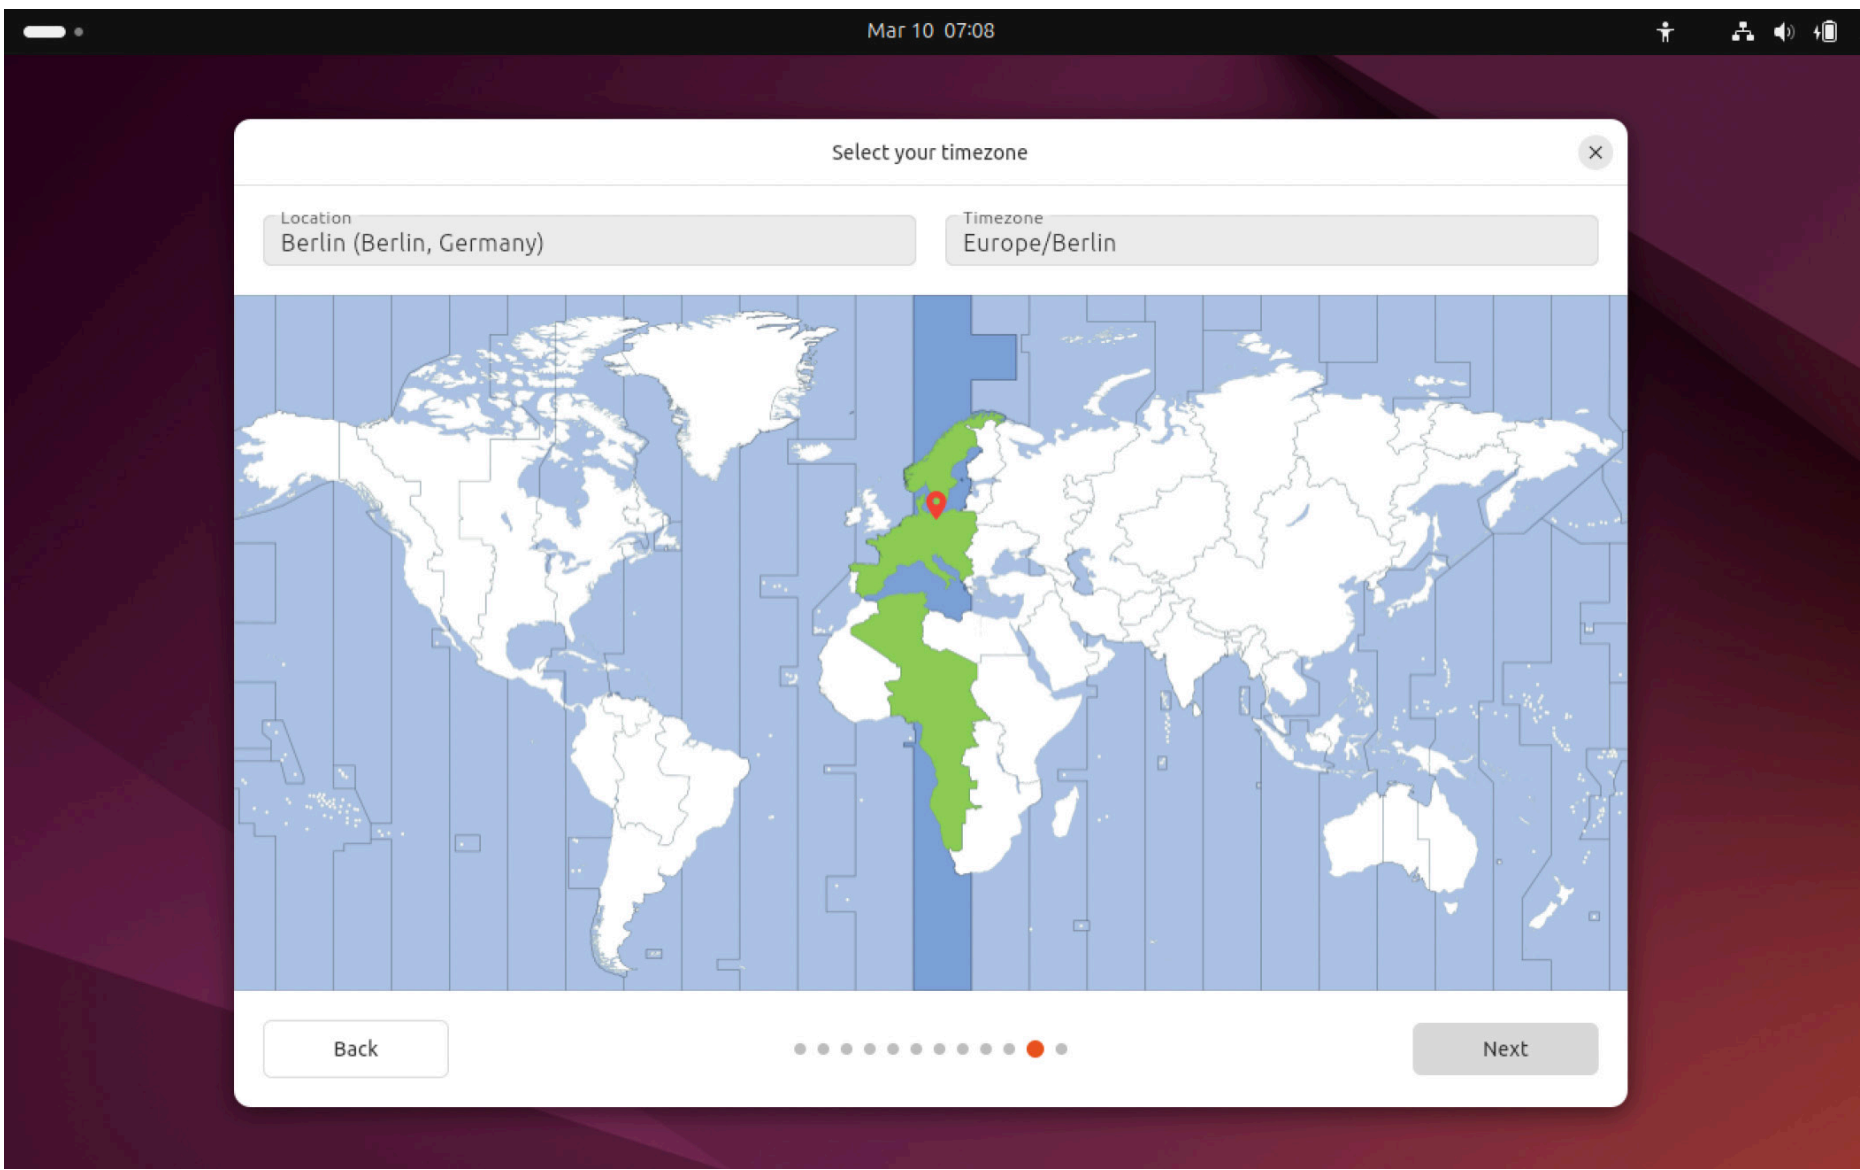 Mar 10 07:08
Select your timezone
Location
Berlin (Berlin, Germany)
Timezone
Europe/Berlin
Back
Next